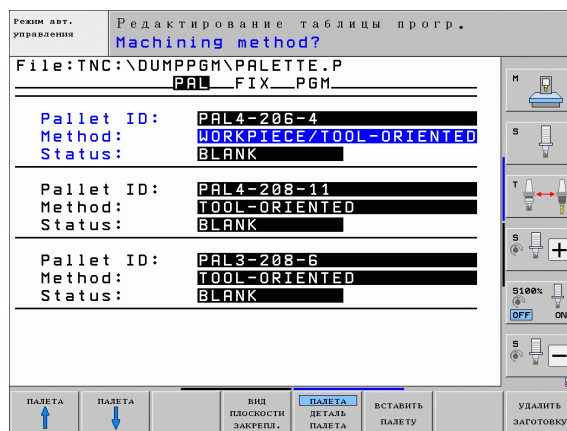 Режим авт.
управления
Редактирование таблицы прогр.
Machining method?
File:TNC:\DUMPPGM\PALETTE.P
PAL FIX PGM
Pallet ID: PAL4-206-4
Method: WORKPIECE/TOOL-ORIENTED
Status: BLANK
Pallet ID: PAL4-208-11
Method: TOOL-ORIENTED
Status: BLANK
Pallet ID: PAL3-208-6
Method: TOOL-ORIENTED
Status: BLANK
M
S
T
S
S100%
OFF ON
S
ПАЛЕТА
ПАЛЕТА
ВИД
ПЛОСКОСТИ
ЗАКРЕПЛ.
ПАЛЕТА
ДЕТАЛЬ
ПАЛЕТА
ВСТАВИТЬ
ПАЛЕТУ
УДАЛИТЬ
ЗАГОТОВКУ